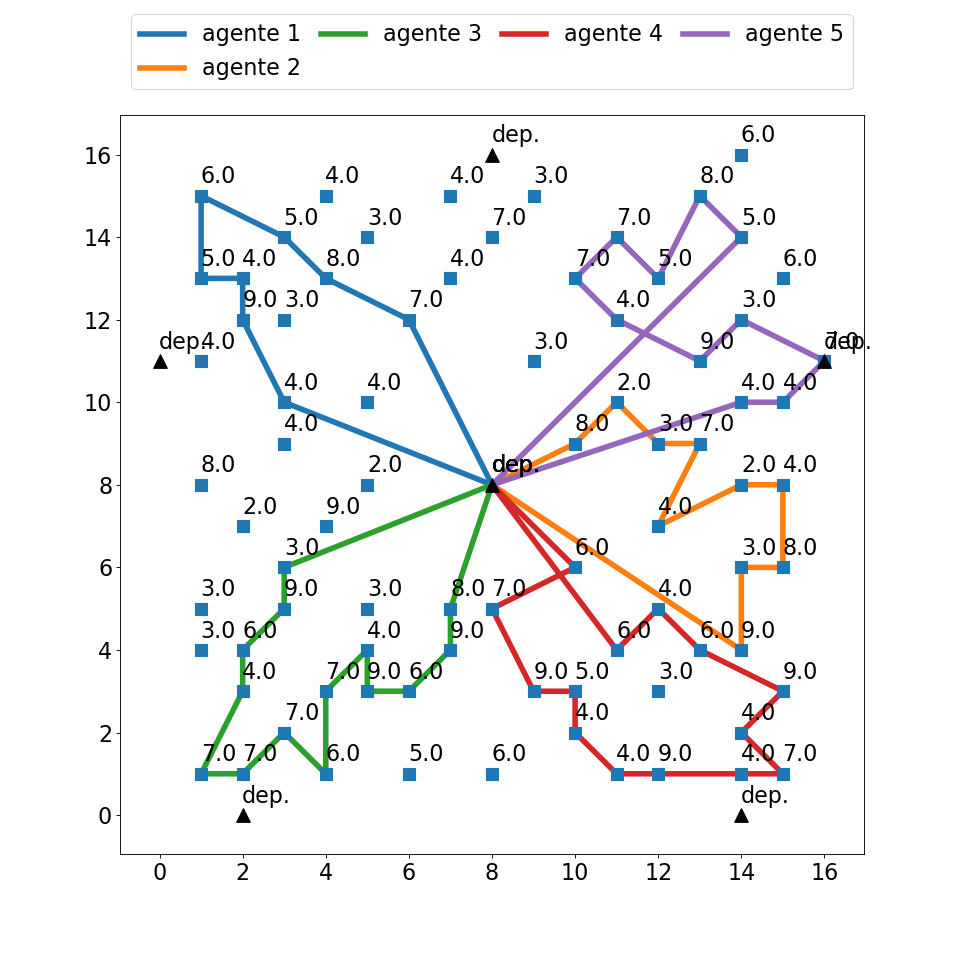 agente 1 agente 3 agente 4 agente 5
agente 2
dep. 6.0
16
6.0 4.0 4.0 3.0 8.0
5.0 3.0 7.0 7.0 5.0
14
5.0 4.0 8.0 4.0 7.0 5.0 6.0
9.0 3.0 7.0 4.0 3.0
12
dep. 4.0 3.0 9.0 7.0 dep.
4.0 4.0 2.0 4.0 4.0
10
4.0 8.0 3.0 7.0
8.0 2.0 dep. dep. 2.0 4.0
8
2.0 9.0 4.0
3.0 6.0 3.0 8.0
6
3.0 9.0 3.0 8.0 7.0 4.0
3.0 6.0 4.0 9.0 6.0 6.0 9.0
4
4.0 7.0 9.0 6.0 9.0 5.0 3.0 9.0
7.0 4.0 4.0
2
7.0 7.0 6.0 5.0 6.0 4.0 9.0 4.0 7.0
dep. dep.
0
0 2 4 6 8 10 12 14 16